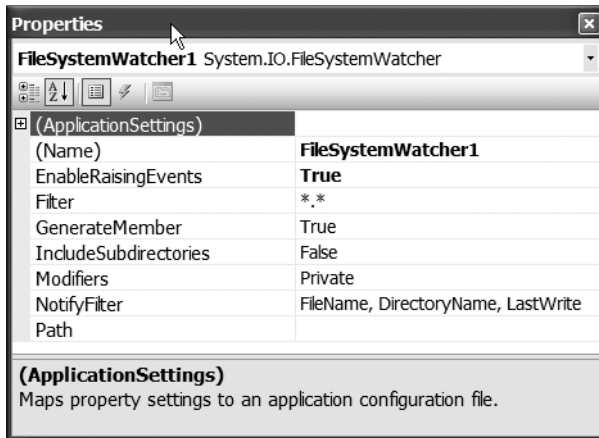 Properties
FileSystemWatcher1 System.IO.FileSystemWatcher
(ApplicationSettings)
(Name) FileSystemWatcher1
EnableRaisingEvents True
Filter *.*
GenerateMember True
IncludeSubdirectories False
Modifiers Private
NotifyFilter FileName, DirectoryName, LastWrite
Path
(ApplicationSettings)
Maps property settings to an application configuration file.